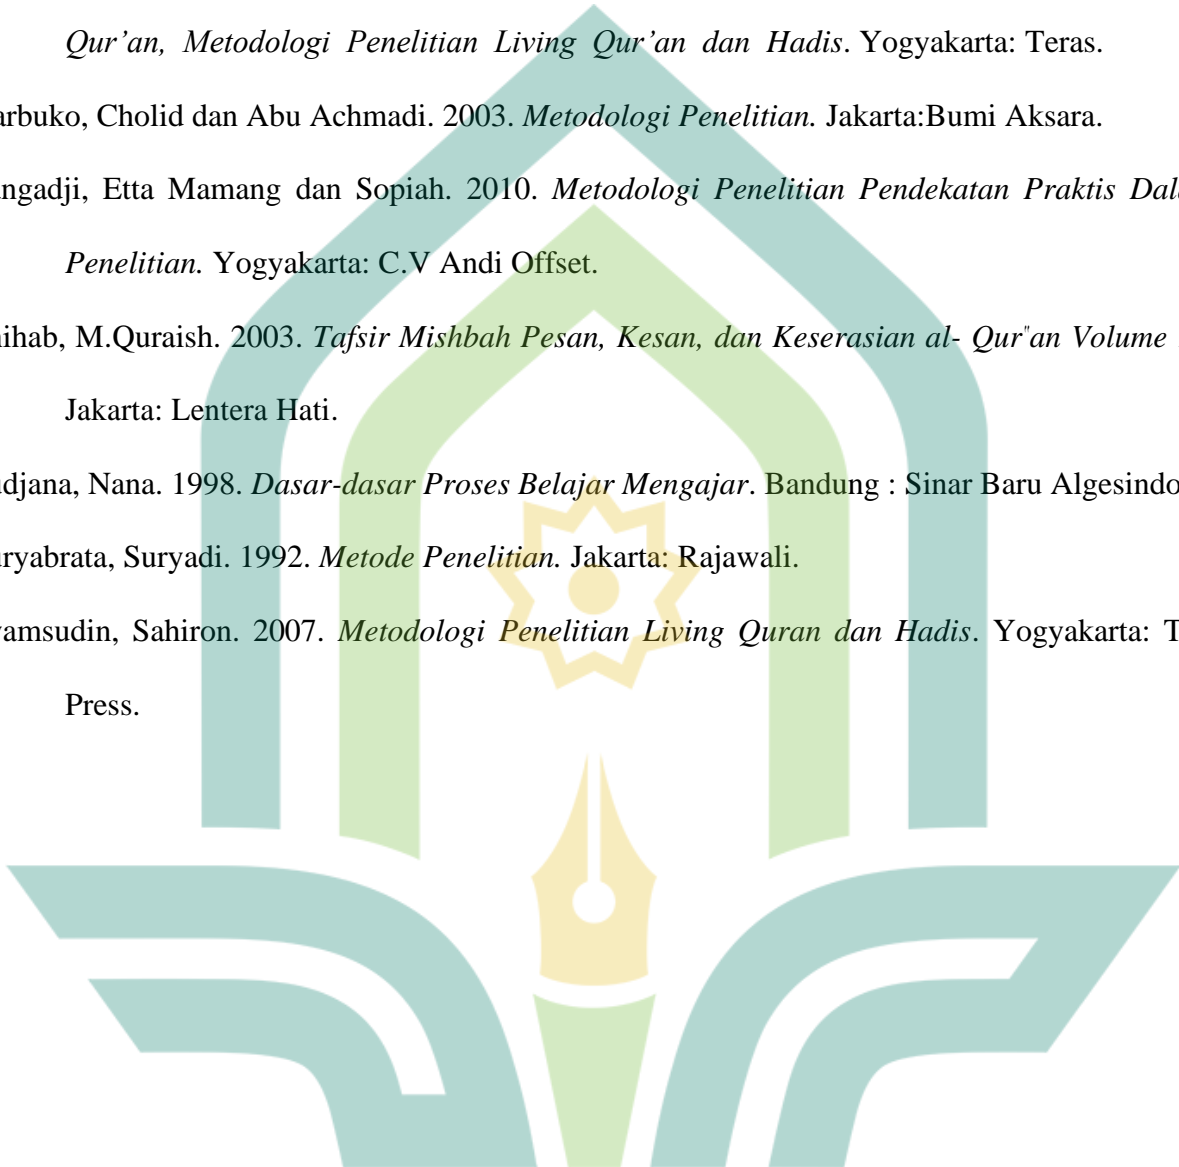 Qur’an, Metodologi Penelitian Living Qur’an dan Hadis. Yogyakarta: Teras.
arbuko, Cholid dan Abu Achmadi. 2003. Metodologi Penelitian. Jakarta:Bumi Aksara.
ngadji, Etta Mamang dan Sopiah. 2010. Metodologi Penelitian Pendekatan Praktis Dal
Penelitian. Yogyakarta: C.V Andi Offset.
ihab, M.Quraish. 2003. Tafsir Mishbah Pesan, Kesan, dan Keserasian al- Qur"an Volume
Jakarta: Lentera Hati.
udjana, Nana. 1998. Dasar-dasar Proses Belajar Mengajar. Bandung : Sinar Baru Algesindo
uryabrata, Suryadi. 1992. Metode Penelitian. Jakarta: Rajawali.
yamsudin, Sahiron. 2007. Metodologi Penelitian Living Quran dan Hadis. Yogyakarta: T
Press.